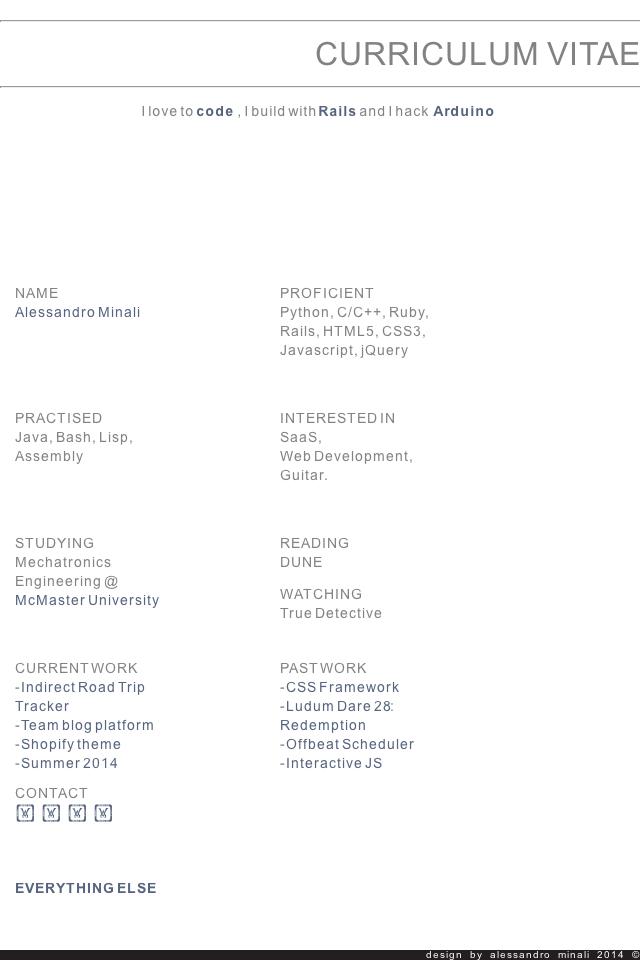 CURRICULUM VITAE
I love to code , I build with Rails and I hack Arduino
NAME
Alessandro Minali
PROFICIENT
Python, C/C++, Ruby,
Rails, HTML5, CSS3,
Javascript, jQuery
PRACTISED
Java, Bash, Lisp,
Assembly
INTERESTED IN
SaaS,
Web Development,
Guitar.
STUDYING
Mechatronics
Engineering @
McMaster University
READING
DUNE
WATCHING
True Detective
CURRENT WORK
-Indirect Road Trip
Tracker
-Team blog platform
-Shopify theme
-Summer 2014
PAST WORK
-CSS Framework
-Ludum Dare 28:
Redemption
-Offbeat Scheduler
-Interactive JS
CONTACT
EVERYTHING ELSE
design by alessandro minali 2014 ©